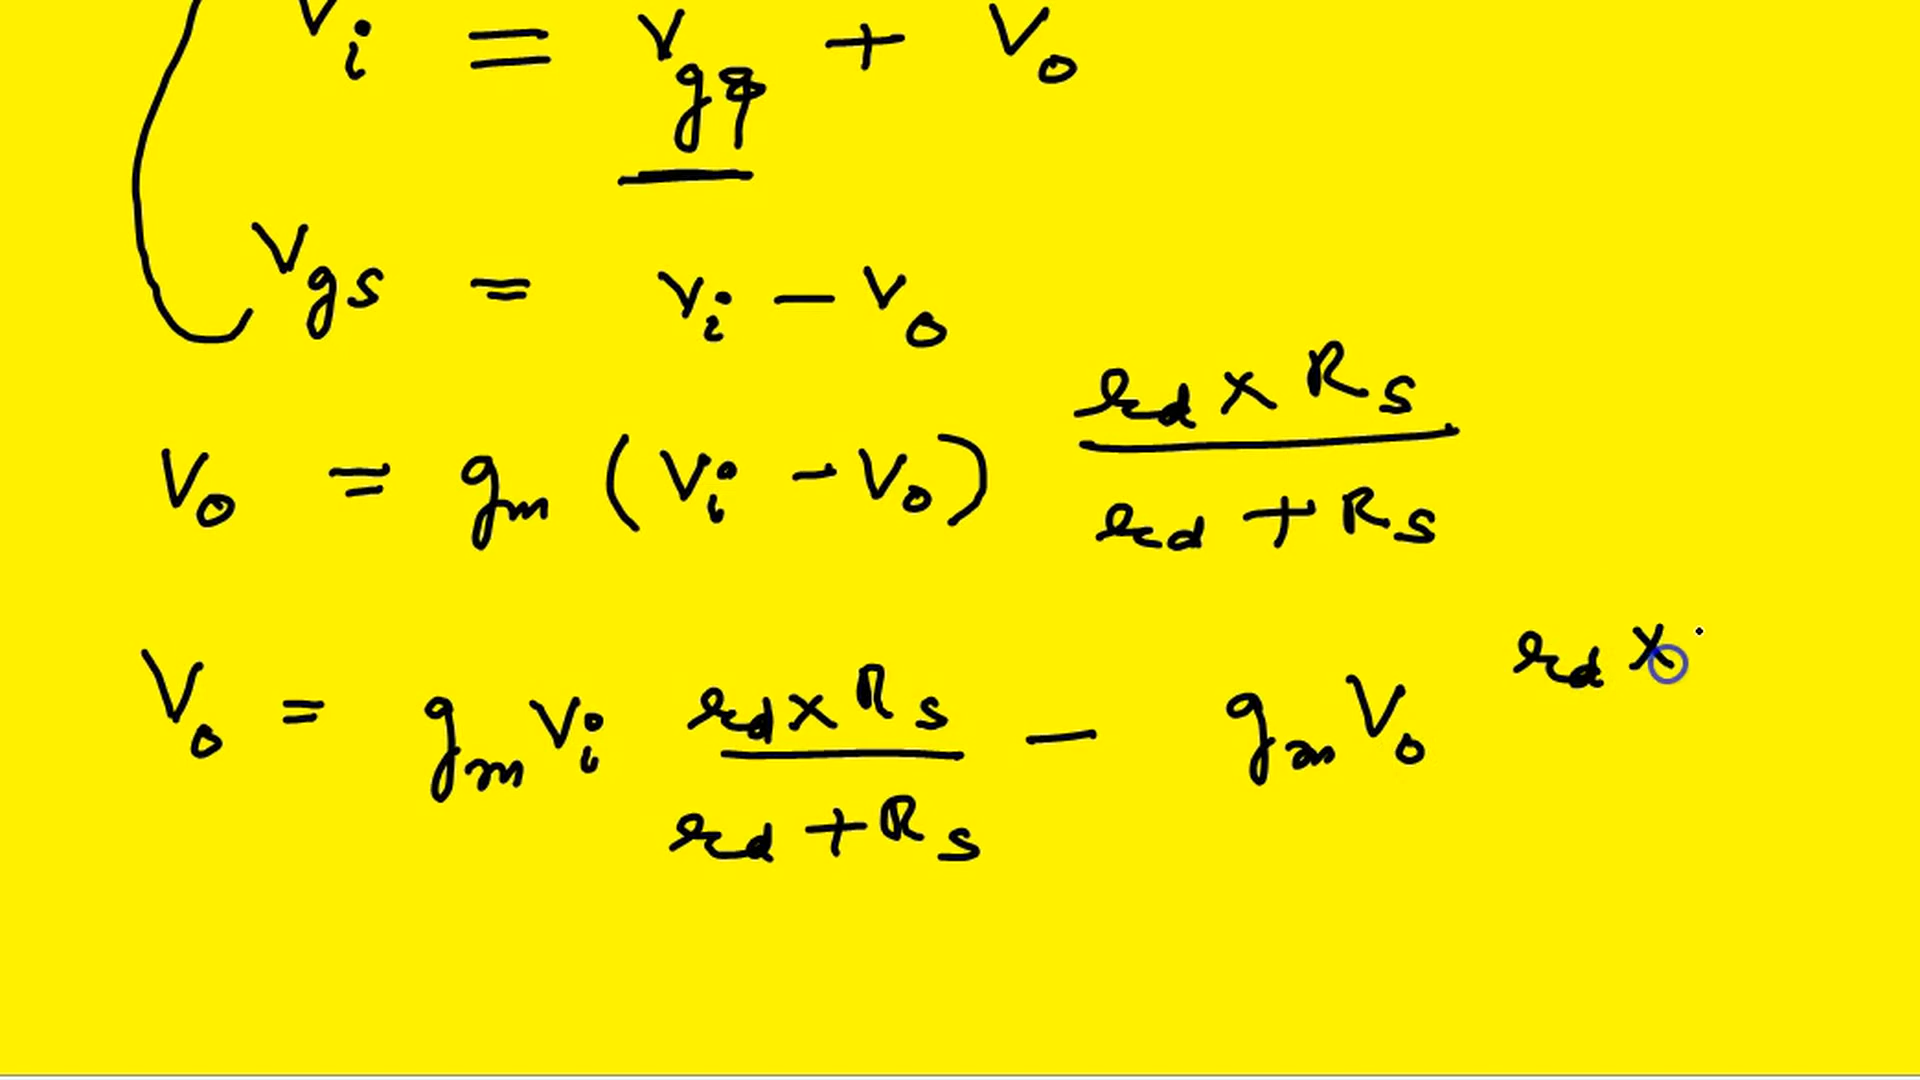 Vi = Vgs + Vo
Vgs = Vi - Vo
Vo = gm (Vi - Vo) rd x Rs / rd + Rs
Vo = gm Vi rd x Rs / rd + Rs - gm Vo rd x